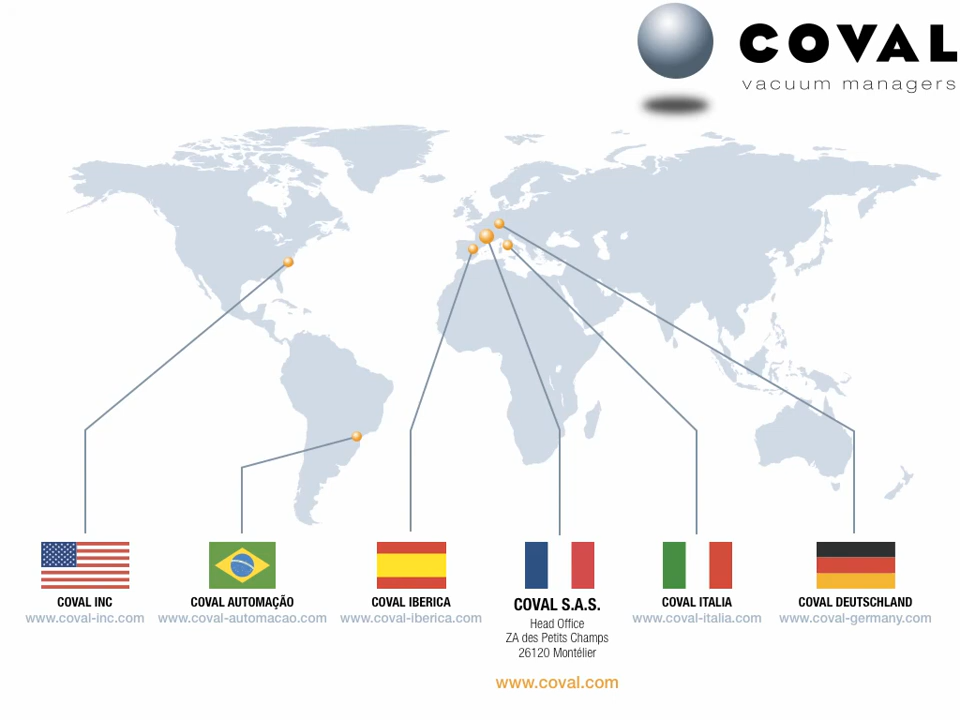 COVAL
vacuum managers
COVAL INC
www.coval-inc.com
COVAL AUTOMAÇÃO
www.coval-automacao.com
COVAL IBERICA
www.coval-iberica.com
COVAL S.A.S.
Head Office
ZA des Petits Champs
26120 Montélier
www.coval.com
COVAL ITALIA
www.coval-italia.com
COVAL DEUTSCHLAND
www.coval-germany.com